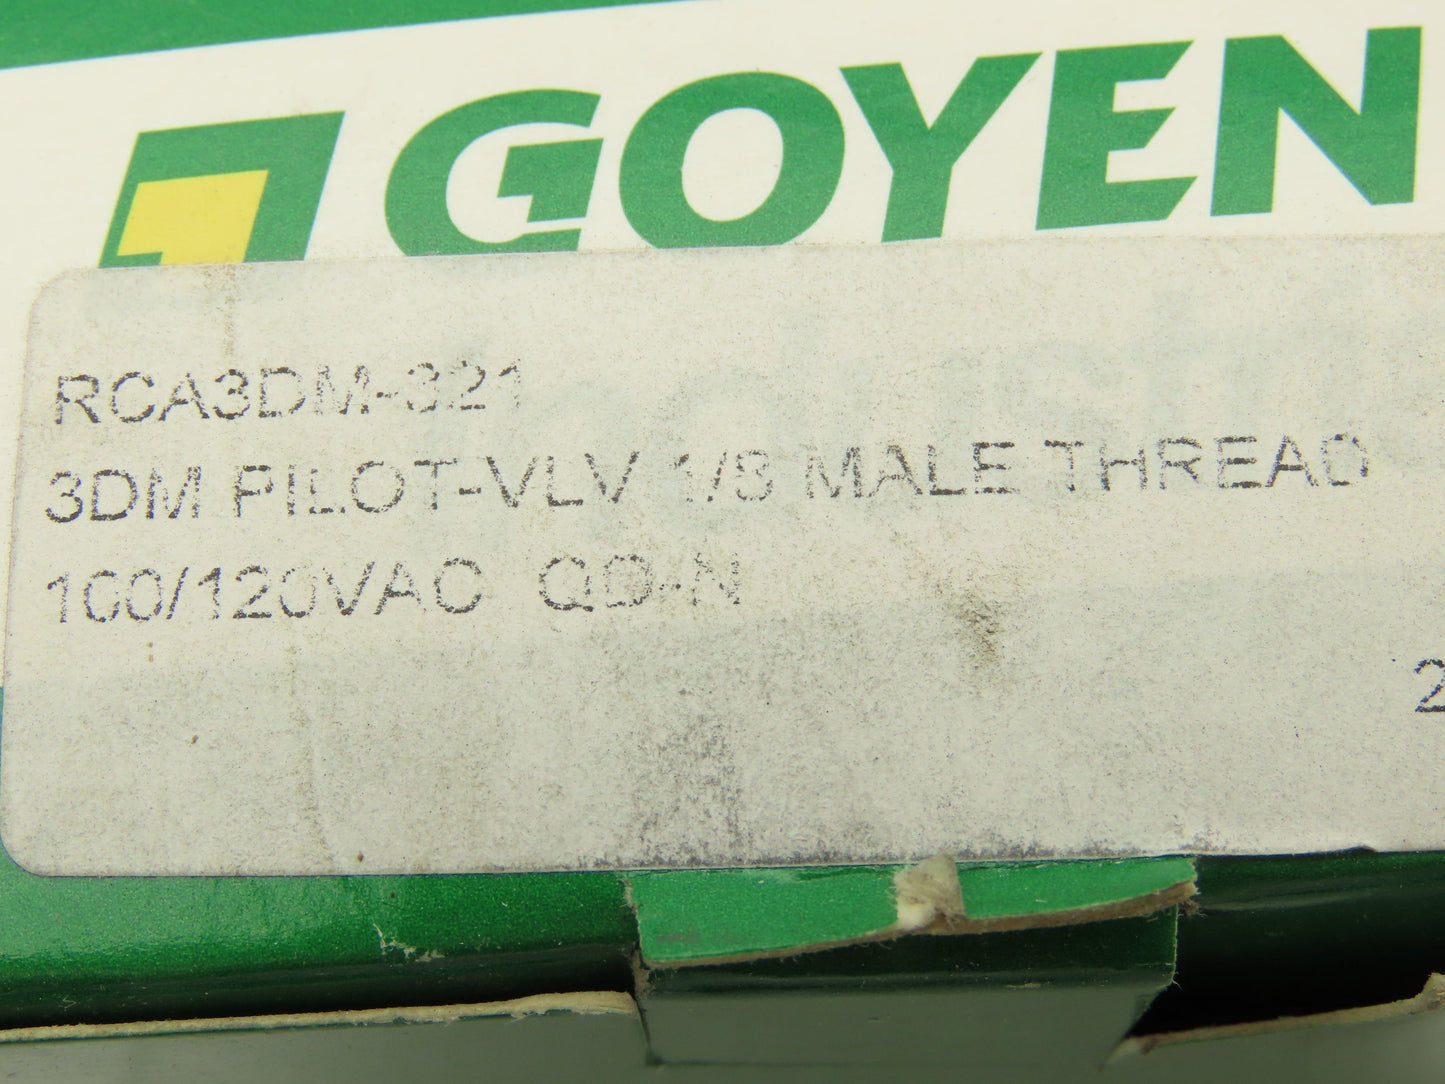 GOYEN
RCA3DM-321
3DM PILOT-VLV 1/8 MALE THREAD
100/120VAC QD-N
2